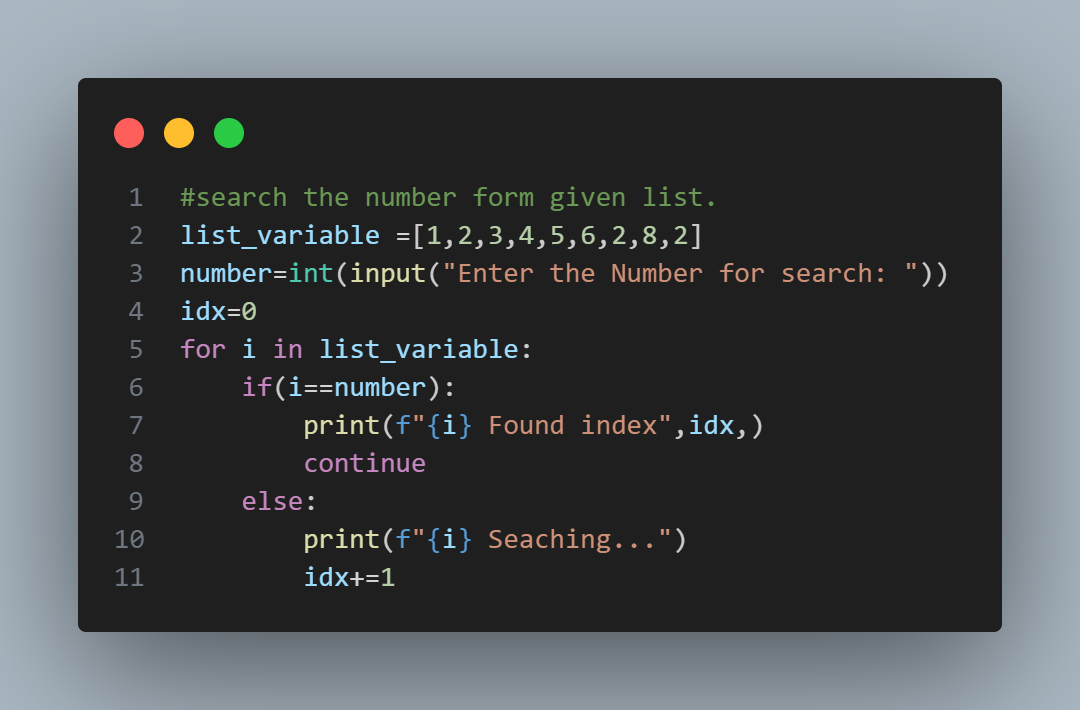 1 #search the number form given list.
2 list_variable =[1,2,3,4,5,6,2,8,2]
3 number=int(input("Enter the Number for search: "))
4 idx=0
5 for i in list_variable:
6     if(i==number):
7         print(f"{i} Found index",idx,)
8         continue
9     else:
10         print(f"{i} Seaching...")
11         idx+=1